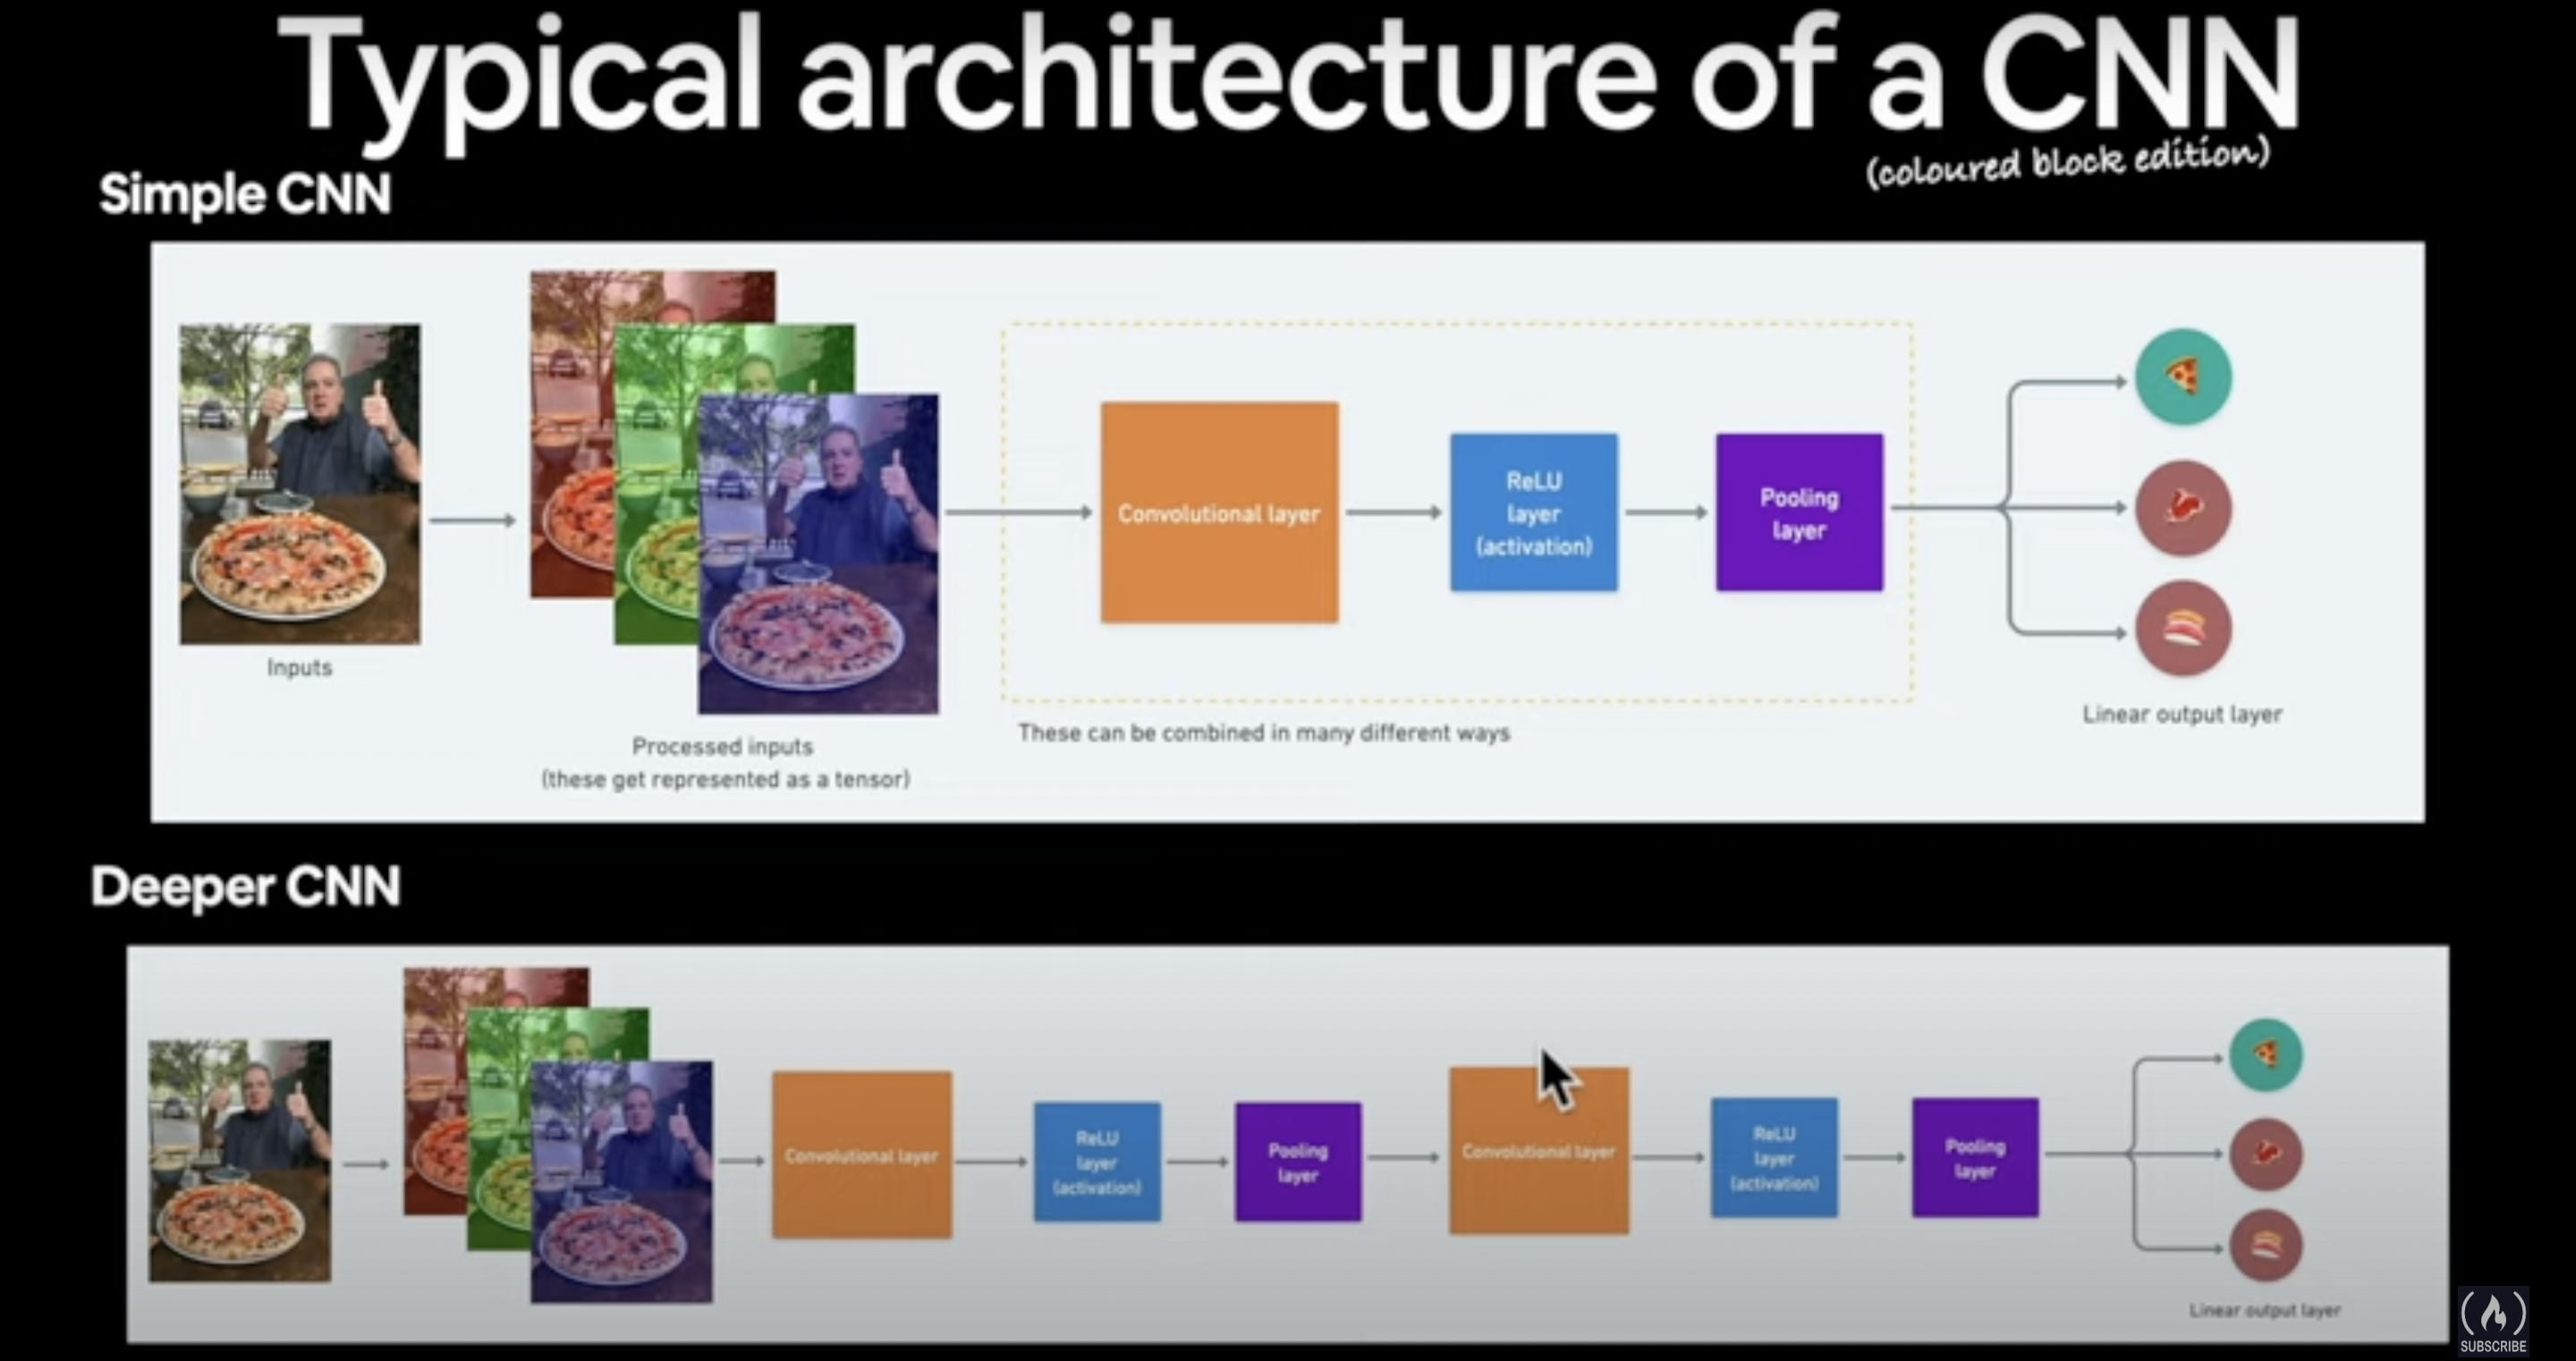 Typical architecture of a CNN
(coloured block edition)
Simple CNN
Convolutional layer
ReLU
layer
(activation)
Pooling
layer
Inputs
Processed inputs
(these get represented as a tensor)
These can be combined in many different ways
Linear output layer
Deeper CNN
Convolutional layer
ReLU
layer
(activation)
Pooling
layer
Convolutional layer
ReLU
layer
(activation)
Pooling
layer
Linear output layer
SUBSCRIBE